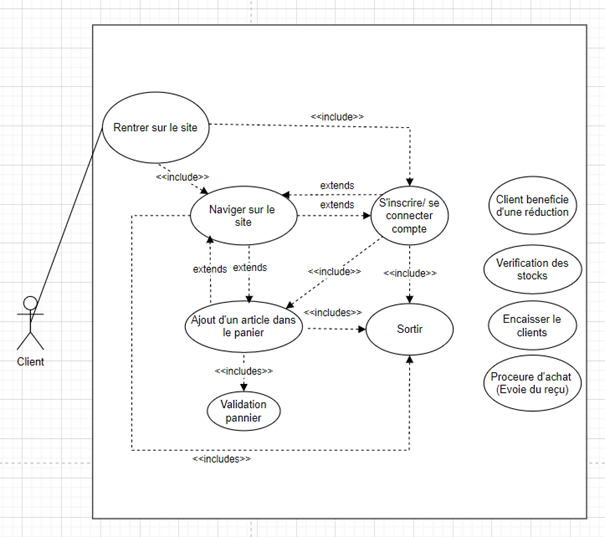 <<include>>
Rentrer sur le site
<<include>>
extends
S'inscrire/ se
connecter
compte
Naviger sur le
site
extends
Client beneficie
d'une réduction
extends
extends
<<include>>
<<include>>
Verification des
stocks
Ajout d'un article dans
le panier
<<includes>>
Sortir
Encaisser le
clients
Client
<<includes>>
Proceure d'achat
(Evoie du reçu)
Validation
pannier
<<includes>>